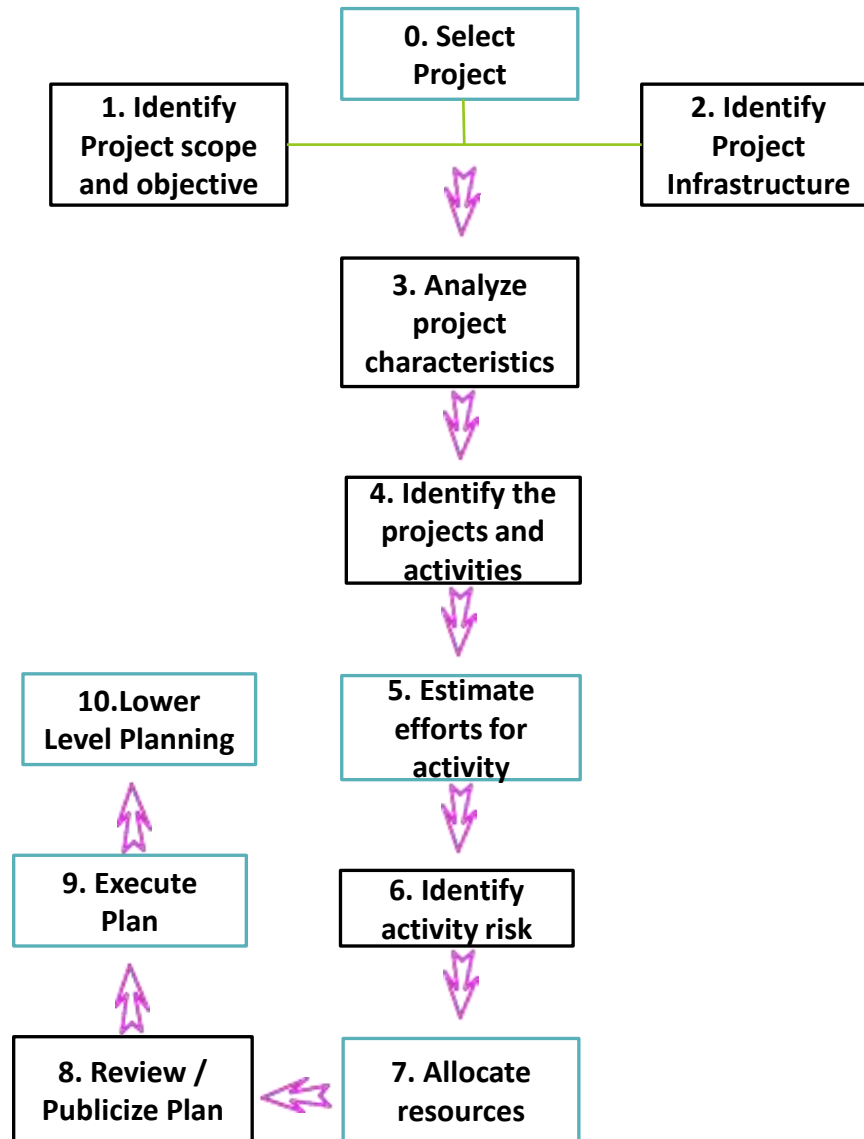 0. Select
Project
1. Identify
Project scope
and objective
2. Identify
Project
Infrastructure
3. Analyze
project
characteristics
4. Identify the
projects and
activities
5. Estimate
efforts for
activity
6. Identify
activity risk
7. Allocate
resources
8. Review /
Publicize Plan
9. Execute
Plan
10.Lower
Level Planning